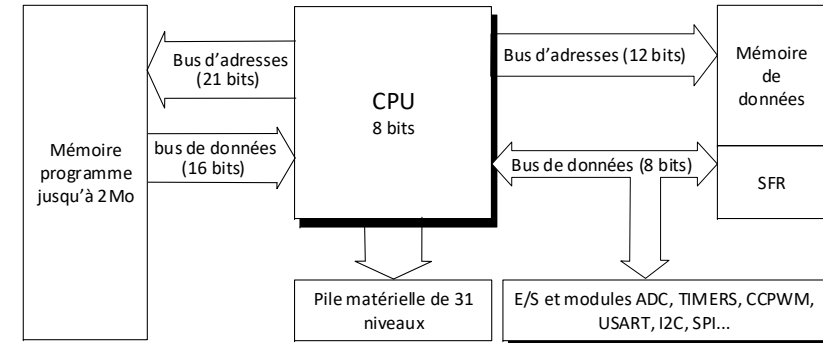 Bus d'adresses
(21 bits)
bus de données
(16 bits)
Mémoire
programme
jusqu'à 2Mo
CPU
8 bits
Bus d'adresses (12 bits)
Bus de données (8 bits)
Mémoire
de
données
SFR
Pile matérielle de 31
niveaux
E/S et modules ADC, TIMERS, CCPWM,
USART, I2C, SPI...